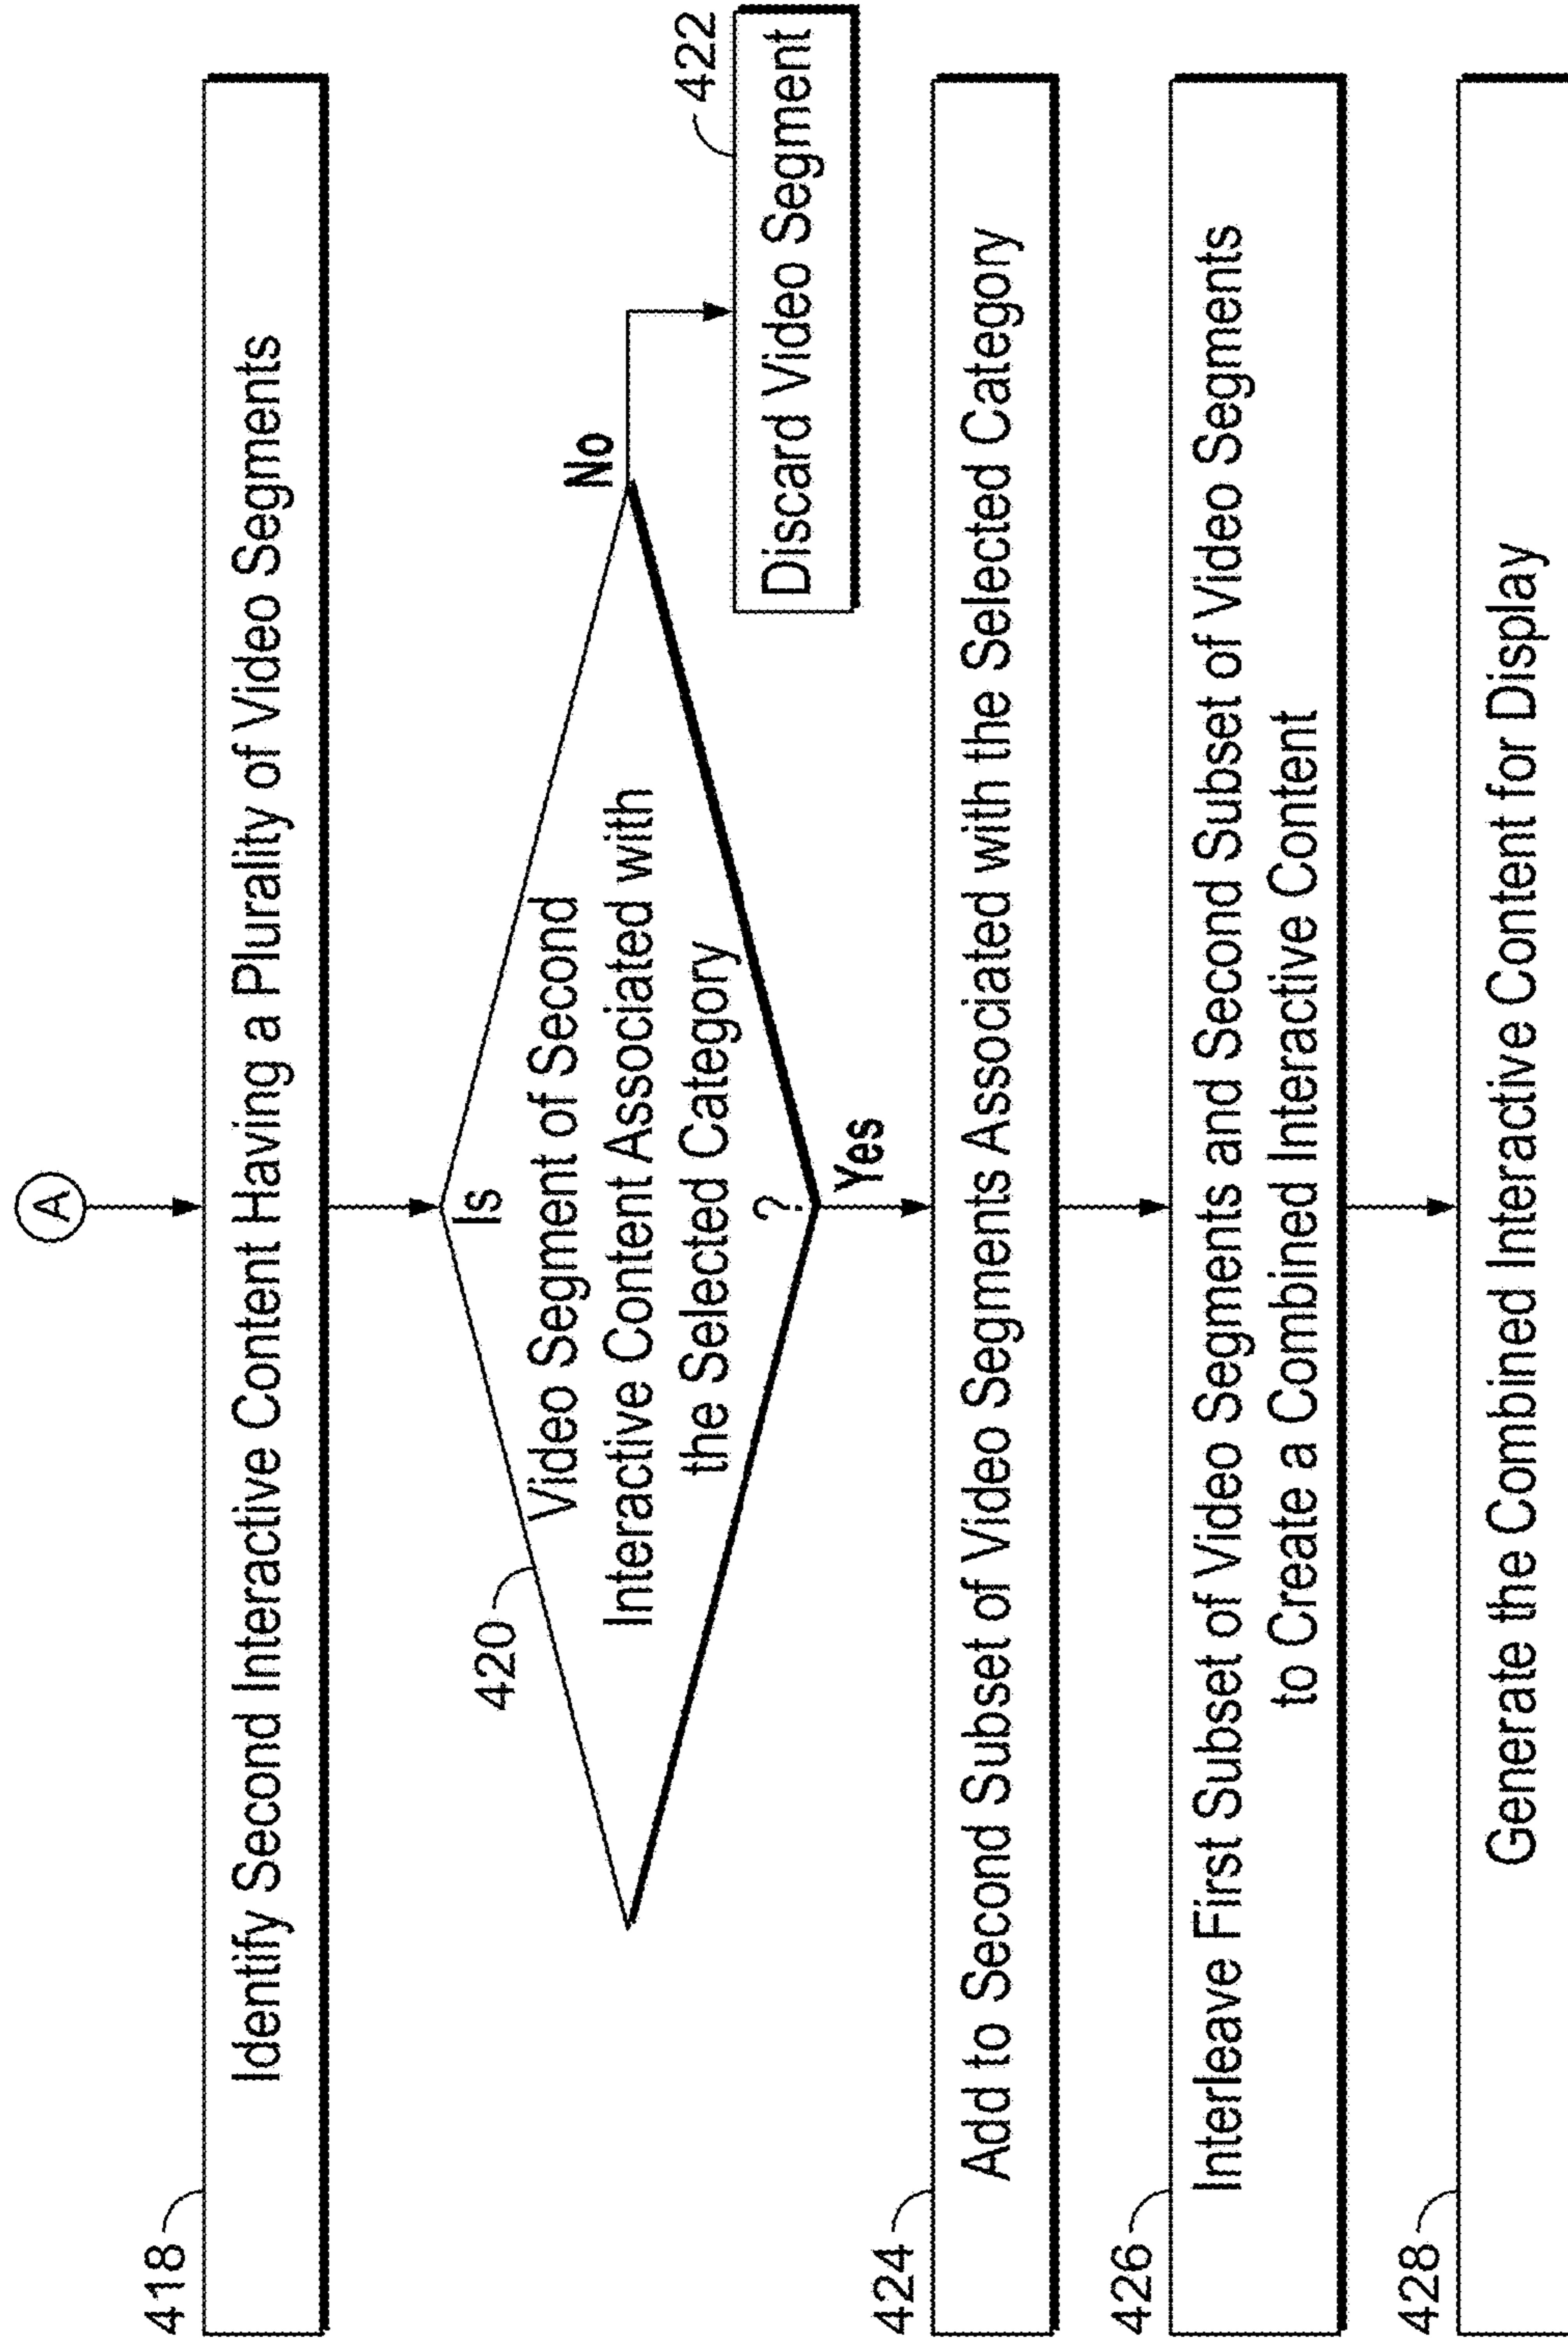 A
418
Identify Second Interactive Content Having a Plurality of Video Segments
420
Is
Video Segment of Second
Interactive Content Associated with
the Selected Category
?
No
422
Discard Video Segment
Yes
424
Add to Second Subset of Video Segments Associated with the Selected Category
426
Interleave First Subset of Video Segments and Second Subset of Video Segments
to Create a Combined Interactive Content
428
Generate the Combined Interactive Content for Display